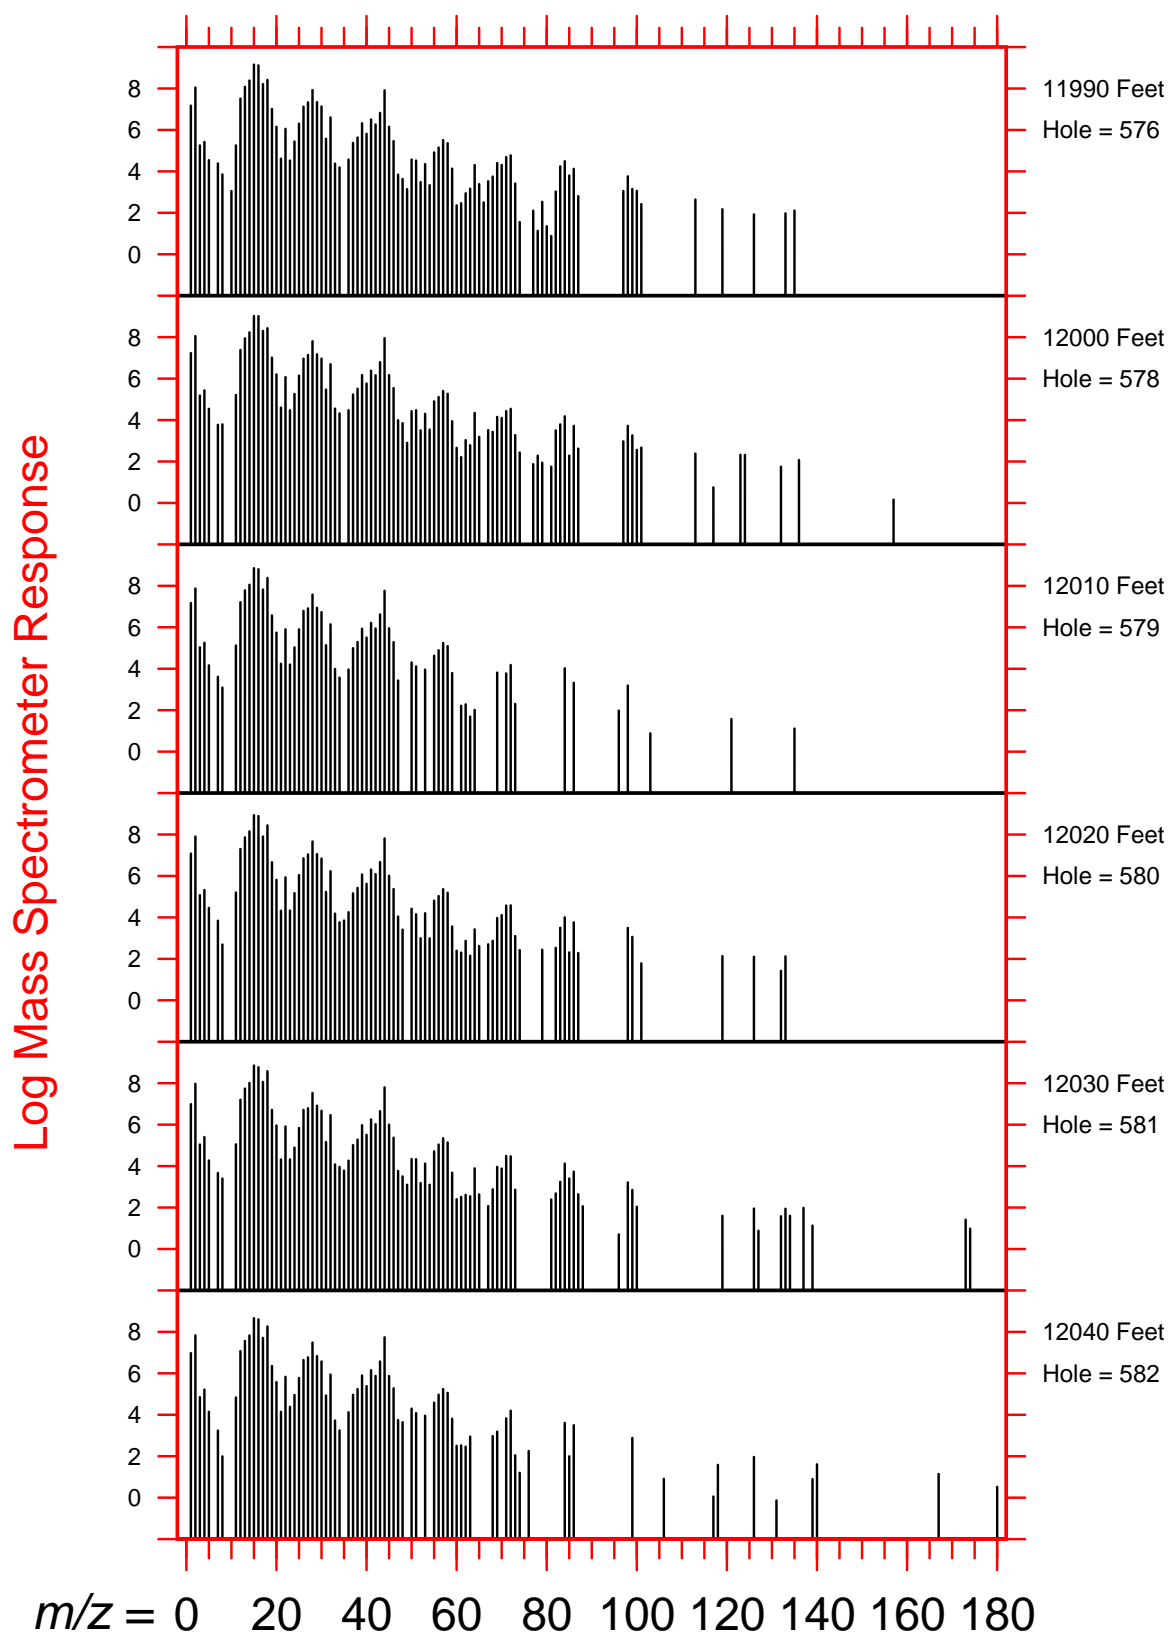 8 11990 Feet
6 Hole = 576
4
2
0
8 12000 Feet
6 Hole = 578
4
2
0
8 12010 Feet
6 Hole = 579
4
2
0
8 12020 Feet
6 Hole = 580
4
2
0
8 12030 Feet
6 Hole = 581
4
2
0
8 12040 Feet
6 Hole = 582
4
2
0
Log Mass Spectrometer Response
m/z = 0 20 40 60 80 100 120 140 160 180